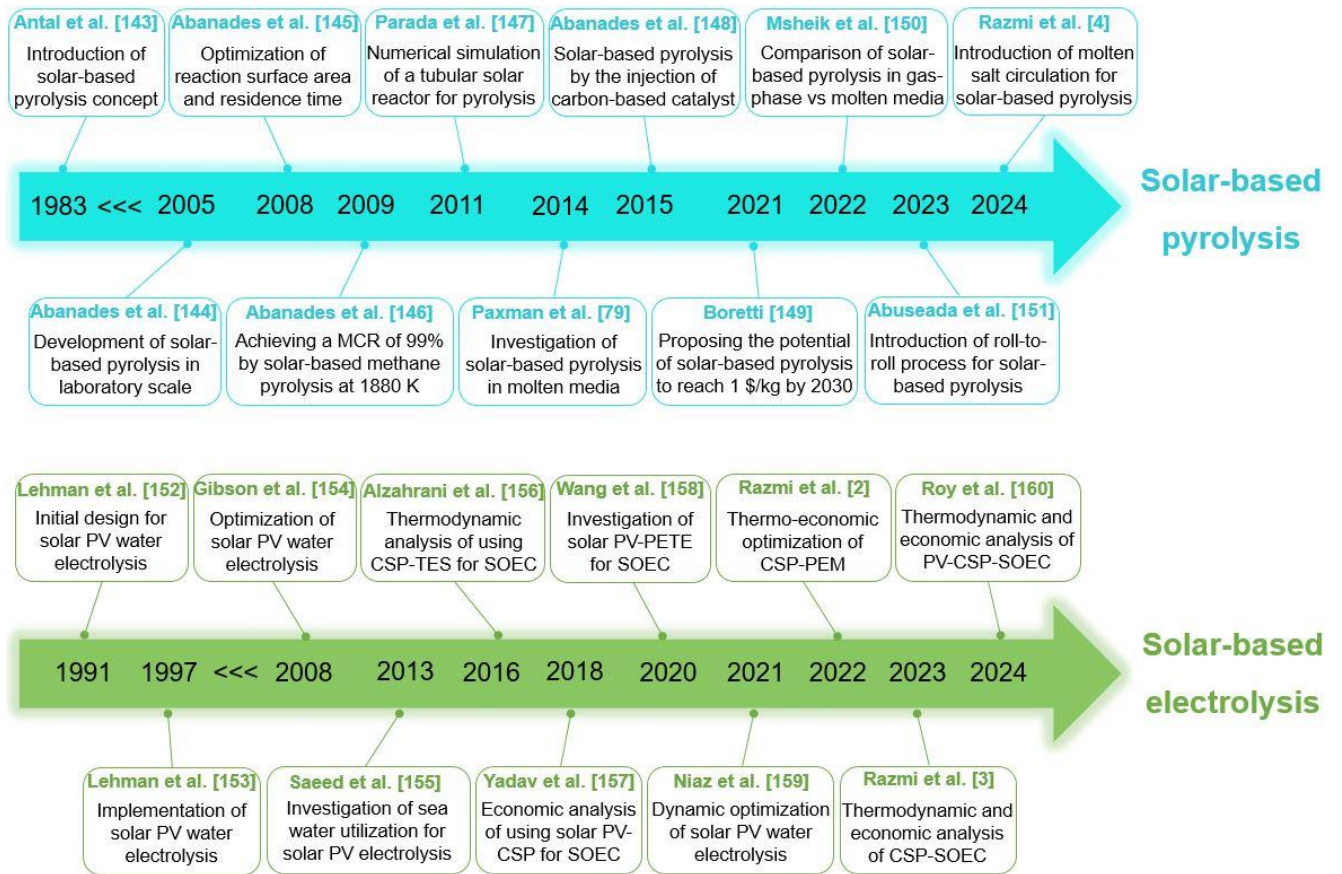 Antal et al. [143]
Introduction of
solar-based
pyrolysis concept
Abanades et al. [145]
Optimization of
reaction surface area
and residence time
Parada et al. [147]
Numerical simulation
of a tubular solar
reactor for pyrolysis
Abanades et al. [148]
Solar-based pyrolysis
by the injection of
carbon-based catalyst
Msheik et al. [150]
Comparison of solar-
based pyrolysis in gas-
phase vs molten media
Razmi et al. [4]
Introduction of molten
salt circulation for
solar-based pyrolysis
1983 <<< 2005 2008 2009 2011 2014 2015 2021 2022 2023 2024
Solar-based
pyrolysis
Abanades et al. [144]
Development of solar-
based pyrolysis in
laboratory scale
Abanades et al. [146]
Achieving a MCR of 99%
by solar-based methane
pyrolysis at 1880 K
Paxman et al. [79]
Investigation of
solar-based pyrolysis
in molten media
Boretti [149]
Proposing the potential
of solar-based pyrolysis
to reach 1 $/kg by 2030
Abuseada et al. [151]
Introduction of roll-to-
roll process for solar-
based pyrolysis
Lehman et al. [152]
Initial design for
solar PV water
electrolysis
Gibson et al. [154]
Optimization of
solar PV water
electrolysis
Alzahrani et al. [156]
Thermodynamic
analysis of using
CSP-TES for SOEC
Wang et al. [158]
Investigation of
solar PV-PETE
for SOEC
Razmi et al. [2]
Thermo-economic
optimization of
CSP-PEM
Roy et al. [160]
Thermodynamic and
economic analysis of
PV-CSP-SOEC
1991 1997 <<< 2008 2013 2016 2018 2020 2021 2022 2023 2024
Solar-based
electrolysis
Lehman et al. [153]
Implementation of
solar PV water
electrolysis
Saeed et al. [155]
Investigation of sea
water utilization for
solar PV electrolysis
Yadav et al. [157]
Economic analysis
of using solar PV-
CSP for SOEC
Niaz et al. [159]
Dynamic optimization
of solar PV water
electrolysis
Razmi et al. [3]
Thermodynamic and
economic analysis
of CSP-SOEC